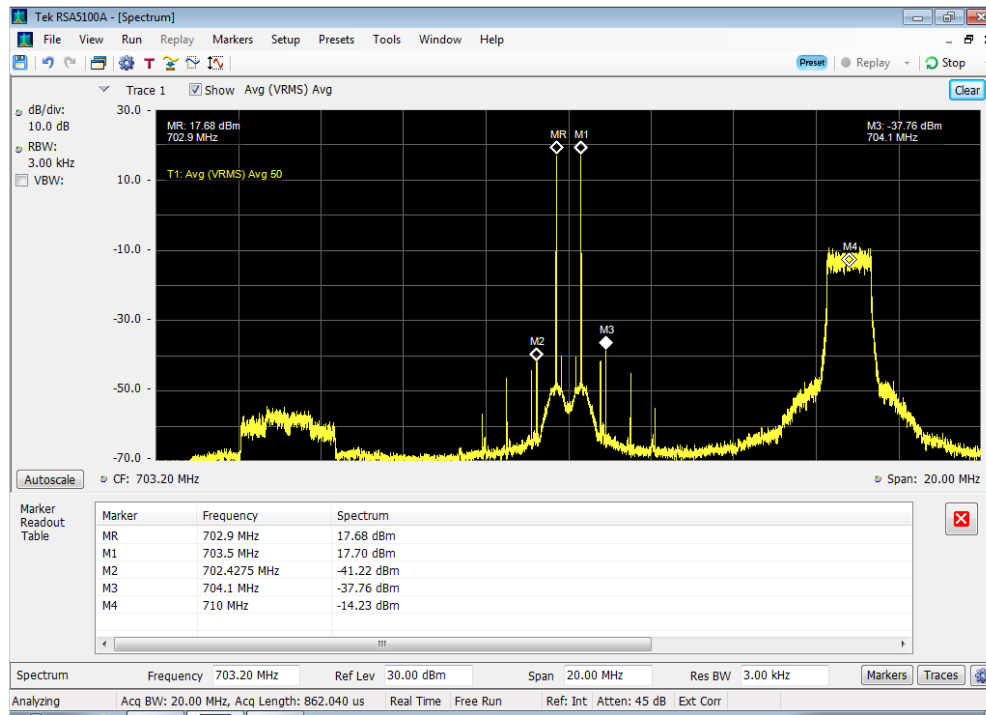 Tek RSA5100A - [Spectrum]
File View Run Replay Markers Setup Presets Tools Window Help
T Preset Replay Stop
Trace 1 Show Avg (VRMS) Avg Clear
dB/div:
10.0 dB
RBW:
3.00 kHz
VBW:
30.0
10.0
-10.0
-30.0
-50.0
-70.0
MR: 17.68 dBm
702.9 MHz
T1: Avg (VRMS) Avg 50
MR M1
M3: -37.76 dBm
704.1 MHz
M4
M3
M2
Autoscale CF: 703.20 MHz Span: 20.00 MHz
Marker
Readout
Table
Marker Frequency Spectrum
MR 702.9 MHz 17.68 dBm
M1 703.5 MHz 17.70 dBm
M2 702.4275 MHz -41.22 dBm
M3 704.1 MHz -37.76 dBm
M4 710 MHz -14.23 dBm
Spectrum Frequency 703.20 MHz Ref Lev 30.00 dBm Span 20.00 MHz Res BW 3.00 kHz Markers Traces
Analyzing Acq BW: 20.00 MHz, Acq Length: 862.040 us Real Time Free Run Ref: Int Atten: 45 dB Ext Corr